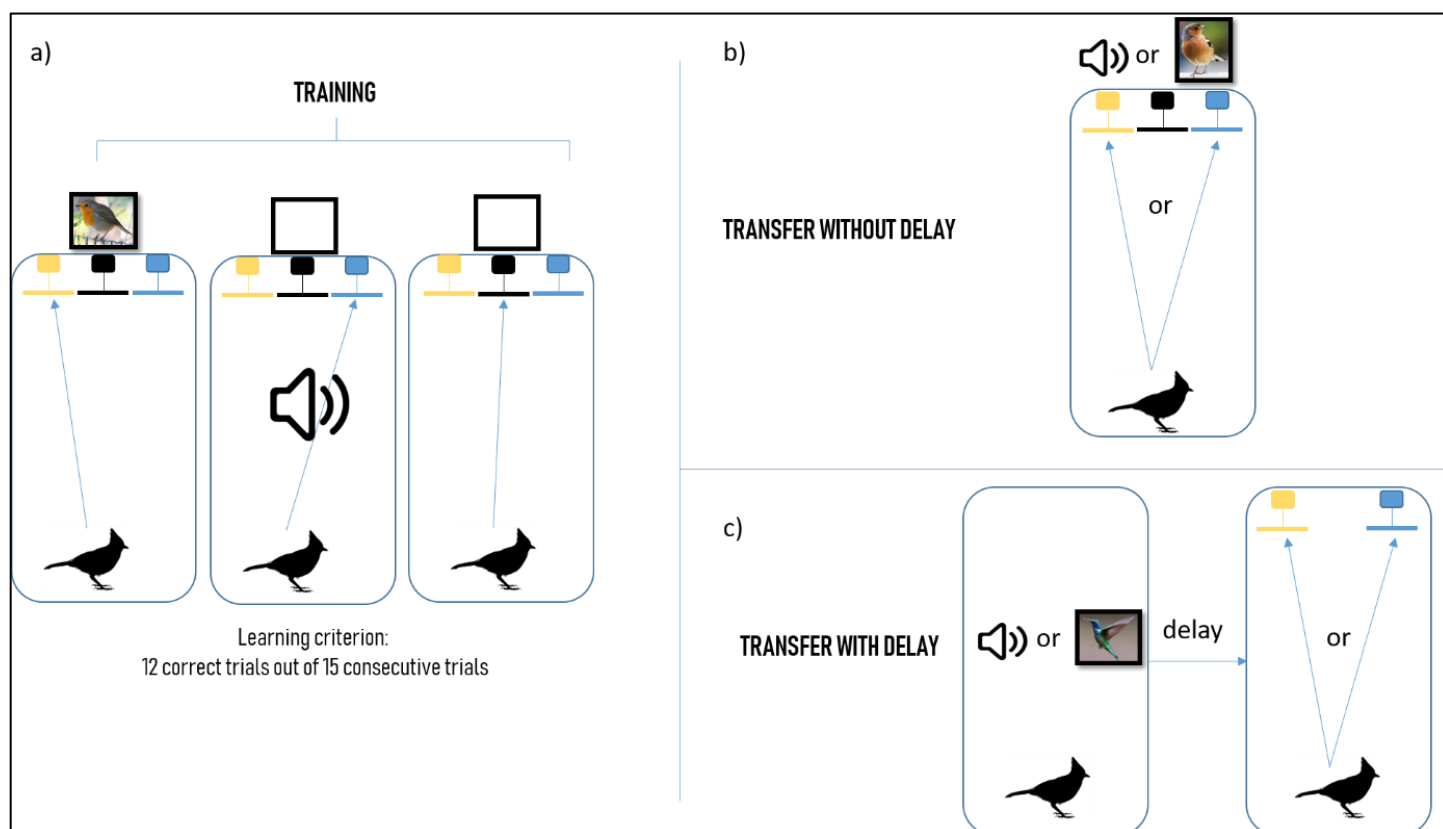 a)
TRAINING
Learning criterion:
12 correct trials out of 15 consecutive trials
b)
or
TRANSFER WITHOUT DELAY
or
c)
TRANSFER WITH DELAY
or
delay
or